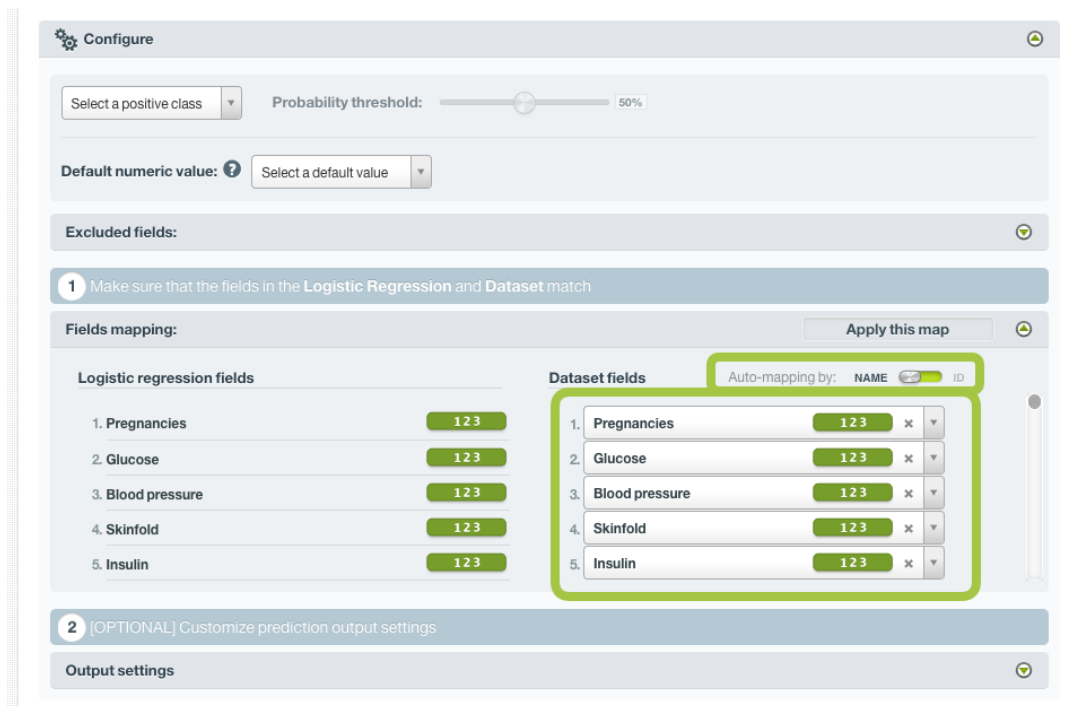 Configure
Select a positive class Probability threshold: 50%
Default numeric value: ? Select a default value
Excluded fields:
1 Make sure that the fields in the Logistic Regression and Dataset match
Fields mapping: Apply this map
Logistic regression fields Dataset fields Auto-mapping by: NAME ID
1. Pregnancies 123 1. Pregnancies 123 ×
2. Glucose 123 2. Glucose 123 ×
3. Blood pressure 123 3. Blood pressure 123 ×
4. Skinfold 123 4. Skinfold 123 ×
5. Insulin 123 5. Insulin 123 ×
2 [OPTIONAL] Customize prediction output settings
Output settings